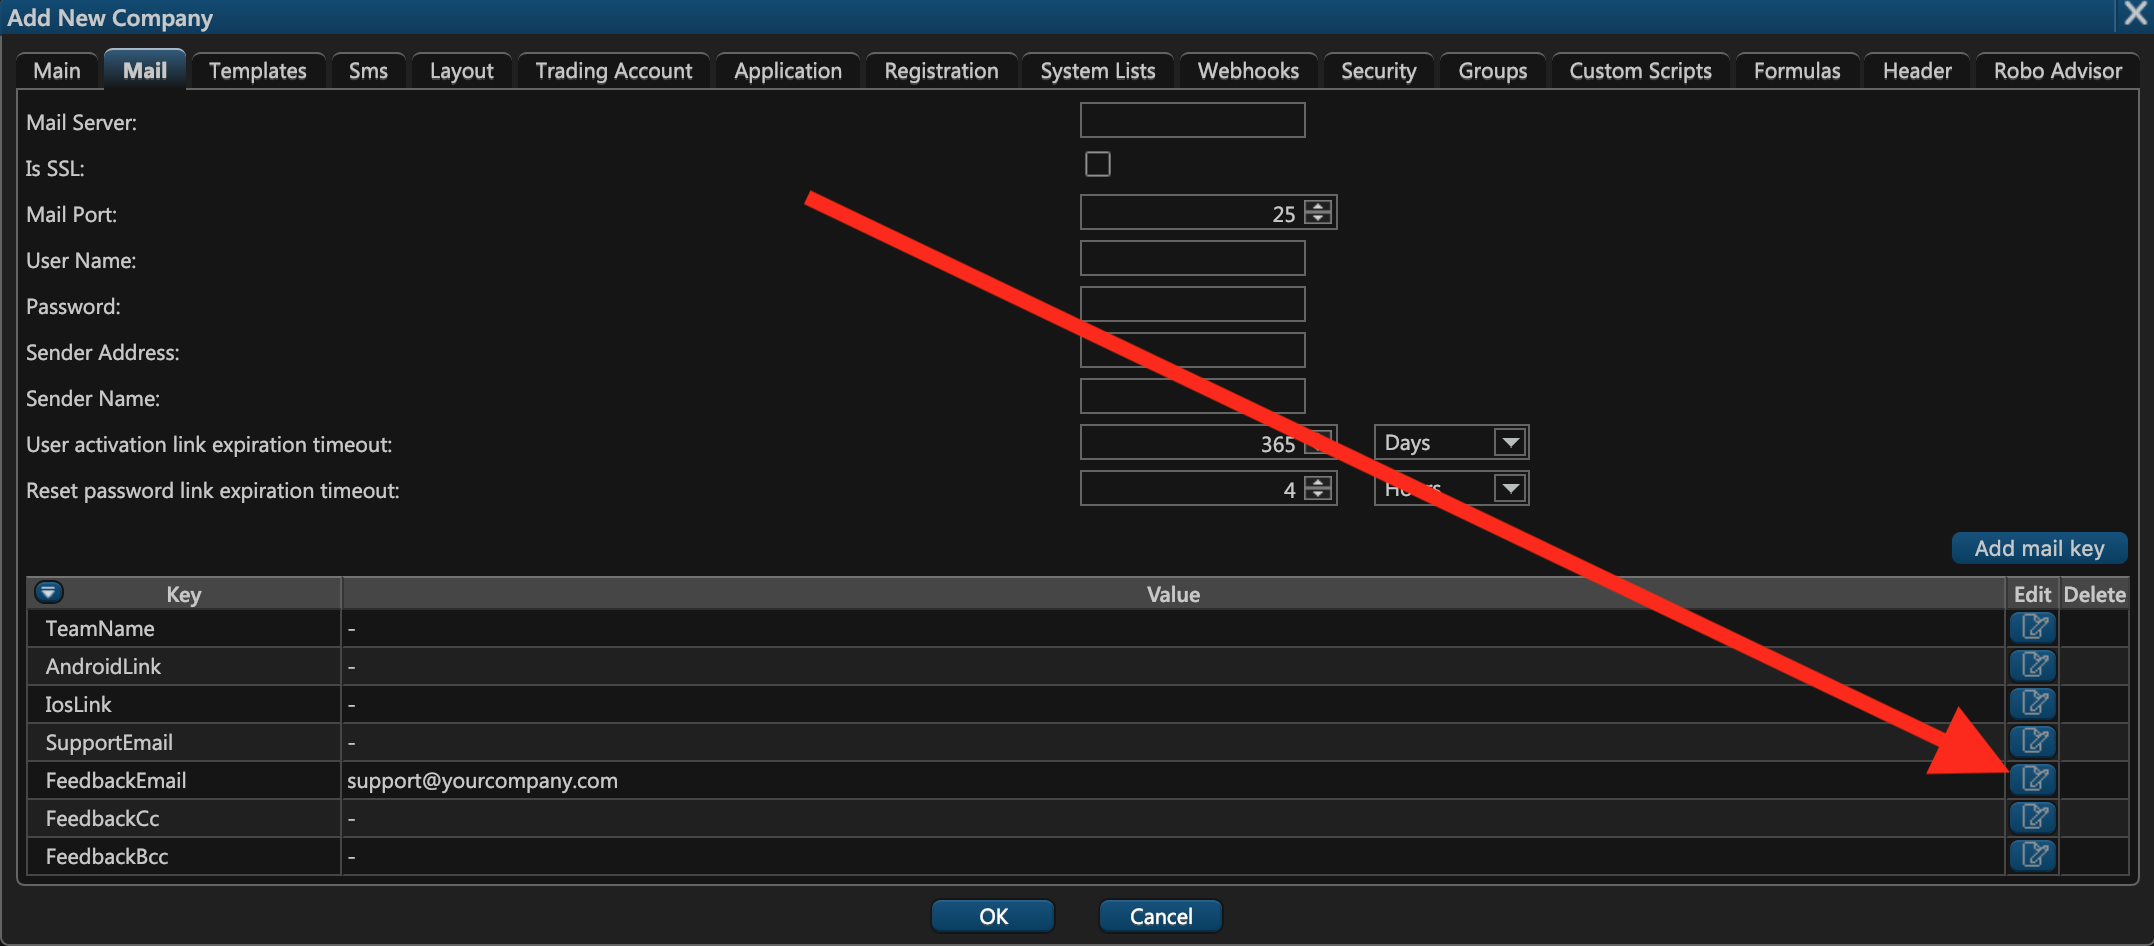 Add New Company
Main Mail Templates Sms Layout Trading Account Application Registration System Lists Webhooks Security Groups Custom Scripts Formulas Header Robo Advisor
Mail Server:
Is SSL:
Mail Port: 25
User Name:
Password:
Sender Address:
Sender Name:
User activation link expiration timeout: 365 Days
Reset password link expiration timeout: 4 Hours
Add mail key
Key Value Edit Delete
TeamName -
AndroidLink -
IosLink -
SupportEmail -
FeedbackEmail support@yourcompany.com
FeedbackCc -
FeedbackBcc -
OK Cancel